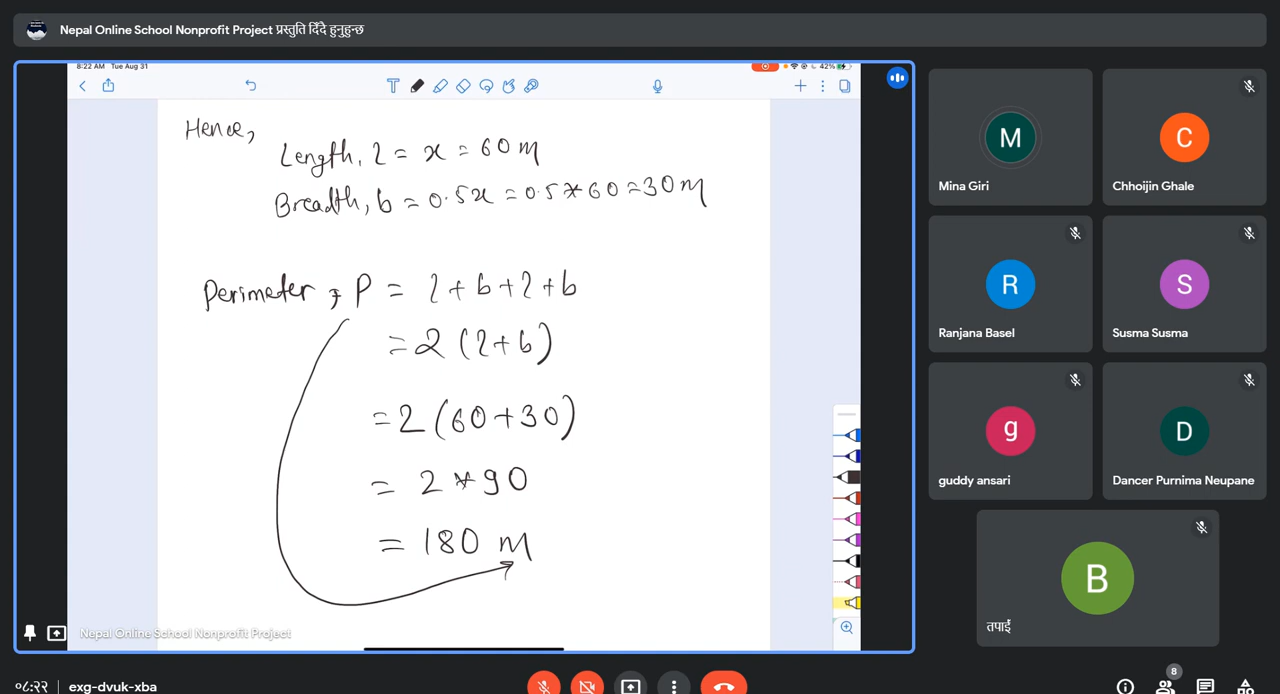 Nepal Online School Nonprofit Project प्रस्तुति दिँदै हुनुहुन्छ
8:22 AM Tue Aug 31
42%
T
Hence,
Length, l = x = 60 m
Breadth, b = 0.5x = 0.5*60 = 30 m
Perimeter, P = l + b + l + b
= 2 (l + b)
= 2 (60 + 30)
= 2 * 90
= 180 m
Nepal Online School Nonprofit Project
M
Mina Giri
C
Chhoijin Ghale
R
Ranjana Basel
S
Susma Susma
g
guddy ansari
D
Dancer Purnima Neupane
B
तपाईं
०८:२२ | exg-dvuk-xba
8